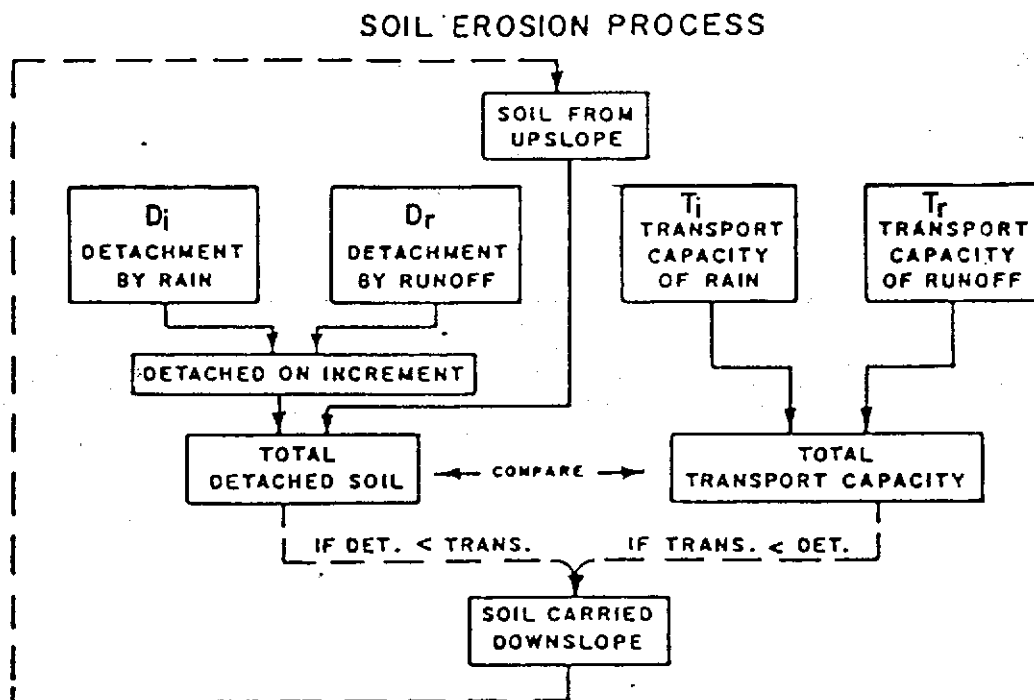 SOIL EROSION PROCESS
SOIL FROM
UPSLOPE
Di
DETACHMENT
BY RAIN
Dr
DETACHMENT
BY RUNOFF
Ti
TRANSPORT
CAPACITY
OF RAIN
Tr
TRANSPORT
CAPACITY
OF RUNOFF
DETACHED ON INCREMENT
TOTAL
DETACHED SOIL
COMPARE
TOTAL
TRANSPORT CAPACITY
IF DET. < TRANS.
IF TRANS. < DET.
SOIL CARRIED
DOWNSLOPE